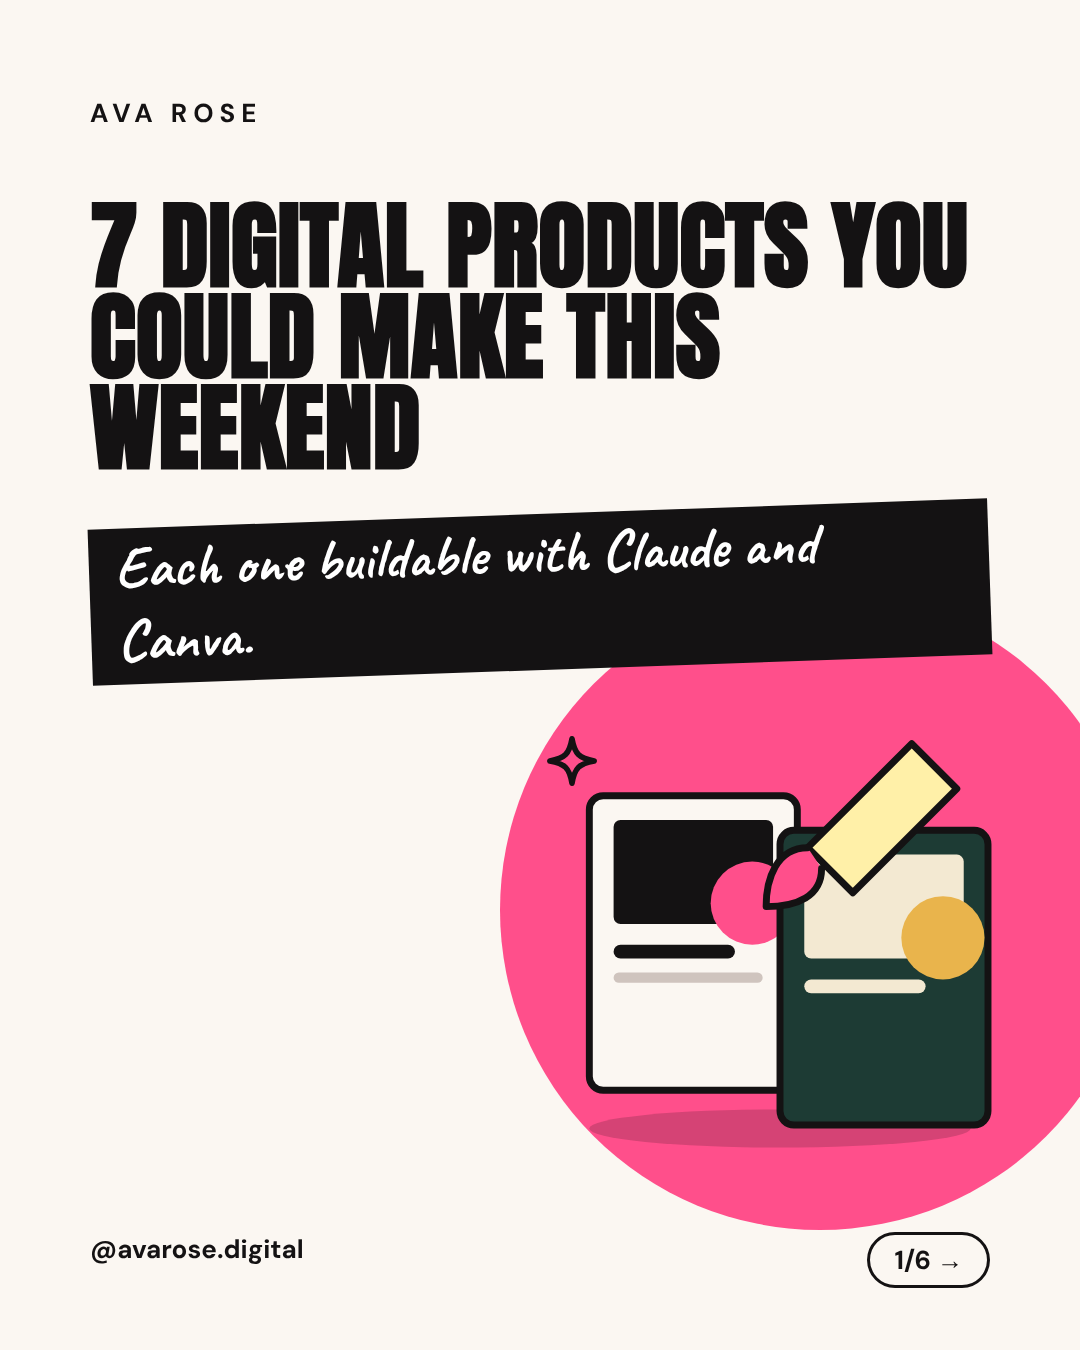 AVA ROSE
7 DIGITAL PRODUCTS YOU
COULD MAKE THIS
WEEKEND
Each one buildable with Claude and
Canva.
@avarose.digital
1/6 →